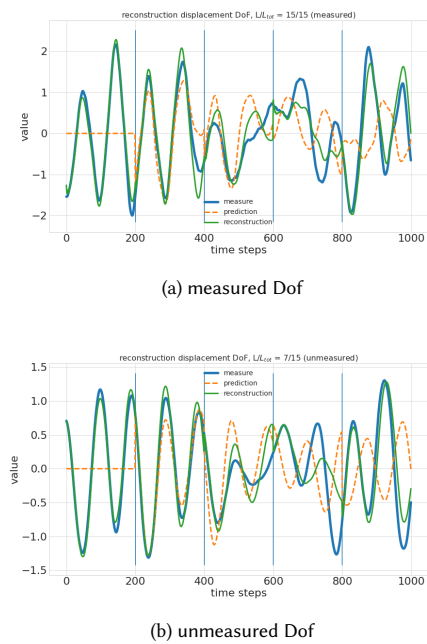 reconstruction displacement DoF, L/L_tot = 15/15 (measured)
2
1
0
−1
−2
value
measure
prediction
reconstruction
0
200
400
600
800
1000
time steps
(a) measured Dof
reconstruction displacement DoF, L/L_tot = 7/15 (unmeasured)
1.5
1.0
0.5
0.0
−0.5
−1.0
−1.5
value
measure
prediction
reconstruction
0
200
400
600
800
1000
time steps
(b) unmeasured Dof